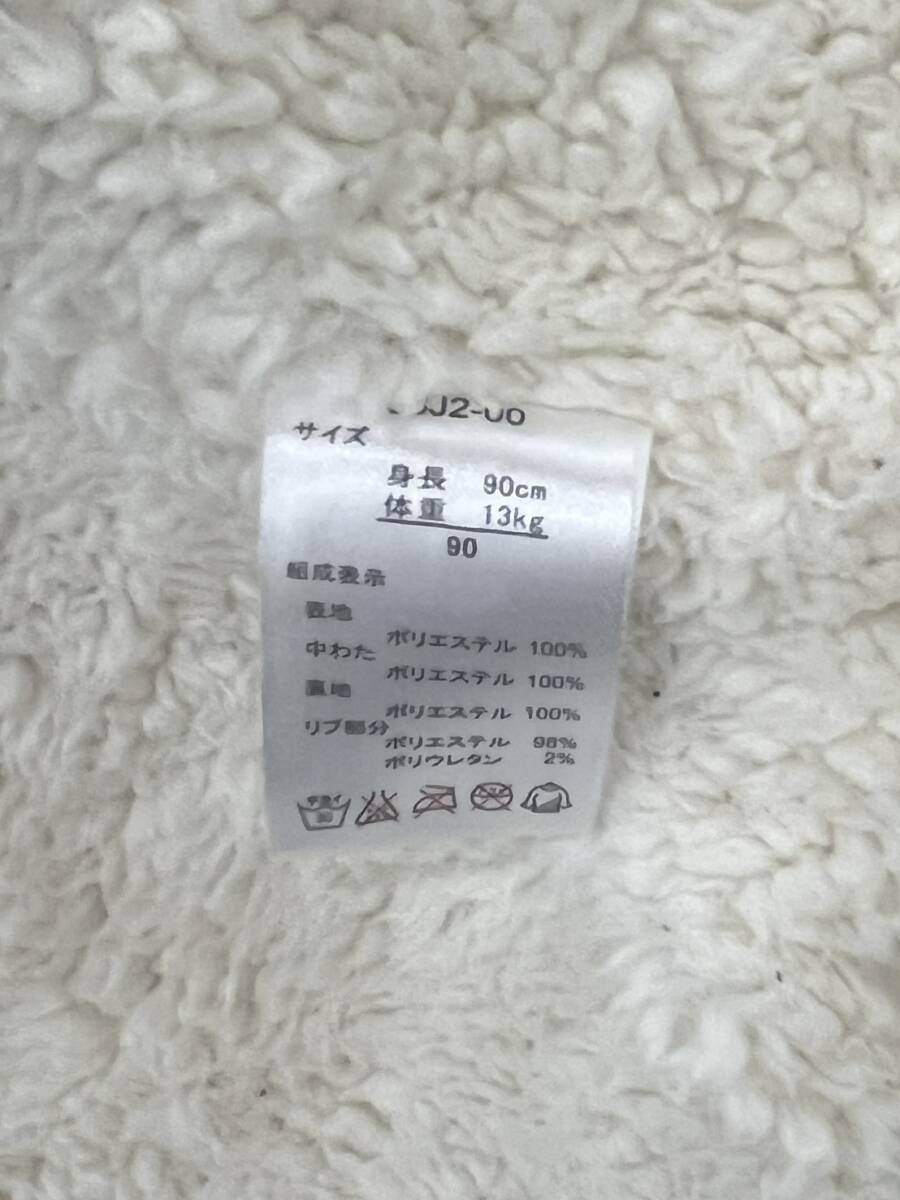 J2-00
サイズ
身長 90cm
体重 13kg
90
組成表示
表地
ポリエステル 100%
中わた
ポリエステル 100%
裏地
ポリエステル 100%
リブ部分
ポリエステル 98%
ポリウレタン 2%